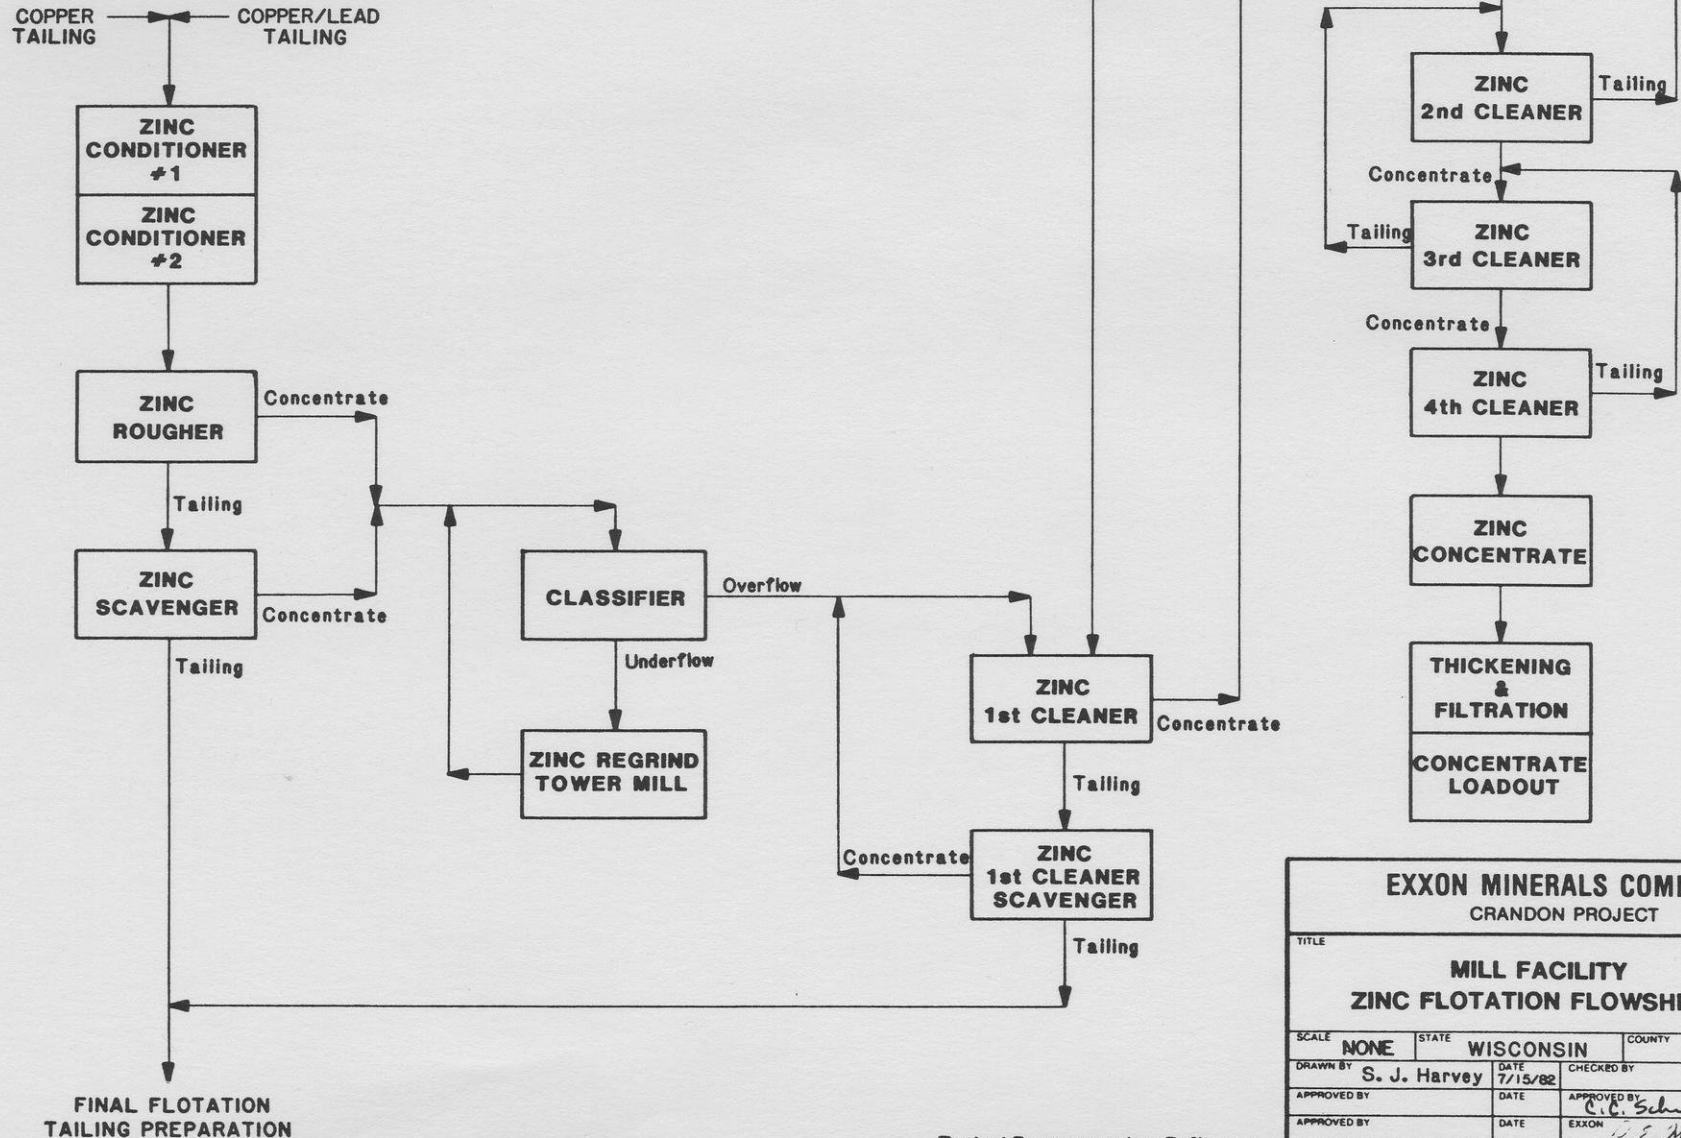 COPPER
TAILING
COPPER/LEAD
TAILING
ZINC
CONDITIONER
#1
ZINC
CONDITIONER
#2
ZINC
ROUGHER
Concentrate
Tailing
ZINC
SCAVENGER
Concentrate
Tailing
CLASSIFIER
Overflow
Underflow
ZINC REGRIND
TOWER MILL
ZINC
1st CLEANER
Concentrate
Tailing
Concentrate
ZINC
1st CLEANER
SCAVENGER
Tailing
FINAL FLOTATION
TAILING PREPARATION
ZINC
2nd CLEANER
Tailing
Concentrate
Tailing
ZINC
3rd CLEANER
Concentrate
ZINC
4th CLEANER
Tailing
ZINC
CONCENTRATE
THICKENING
&
FILTRATION
CONCENTRATE
LOADOUT
EXXON MINERALS
CRANDON PROJECT
TITLE
MILL FACILITY
ZINC FLOTATION
SCALE NONE STATE WISCONSIN COUNTY
DRAWN BY S. J. Harvey DATE 7/15/82 CHECKED BY
APPROVED BY DATE APPROVED BY C.C.
APPROVED BY DATE EXXON